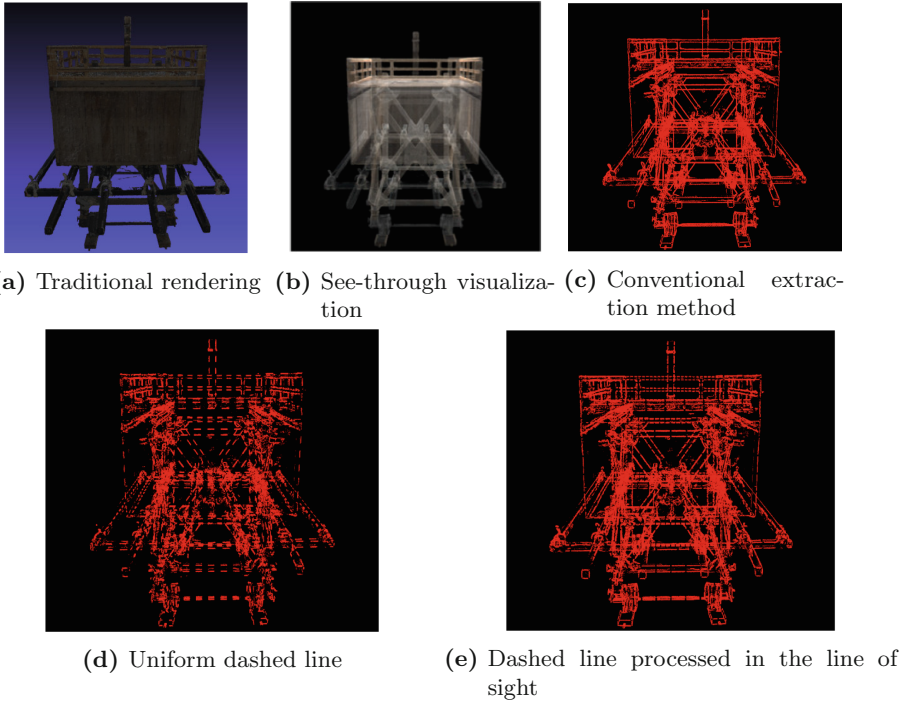 (a) Traditional rendering
(b) See-through visualiza-
tion
(c) Conventional extrac-
tion method
(d) Uniform dashed line
(e) Dashed line processed in the line of
sight